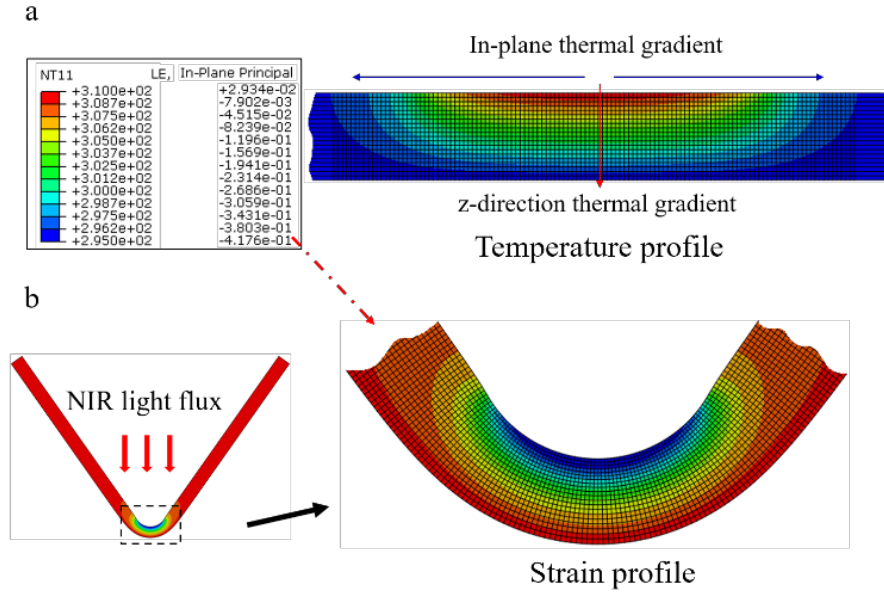 a
In-plane thermal gradient
NT11 LE, In-Plane Principal
+3.100e+02 +2.934e-02
+3.087e+02 -7.902e-03
+3.075e+02 -4.515e-02
+3.062e+02 -8.239e-02
+3.050e+02 -1.196e-01
+3.037e+02 -1.569e-01
+3.025e+02 -1.941e-01
+3.012e+02 -2.314e-01
+3.000e+02 -2.686e-01
+2.987e+02 -3.059e-01
+2.975e+02 -3.431e-01
+2.962e+02 -3.803e-01
+2.950e+02 -4.176e-01
z-direction thermal gradient
Temperature profile
b
NIR light flux
Strain profile